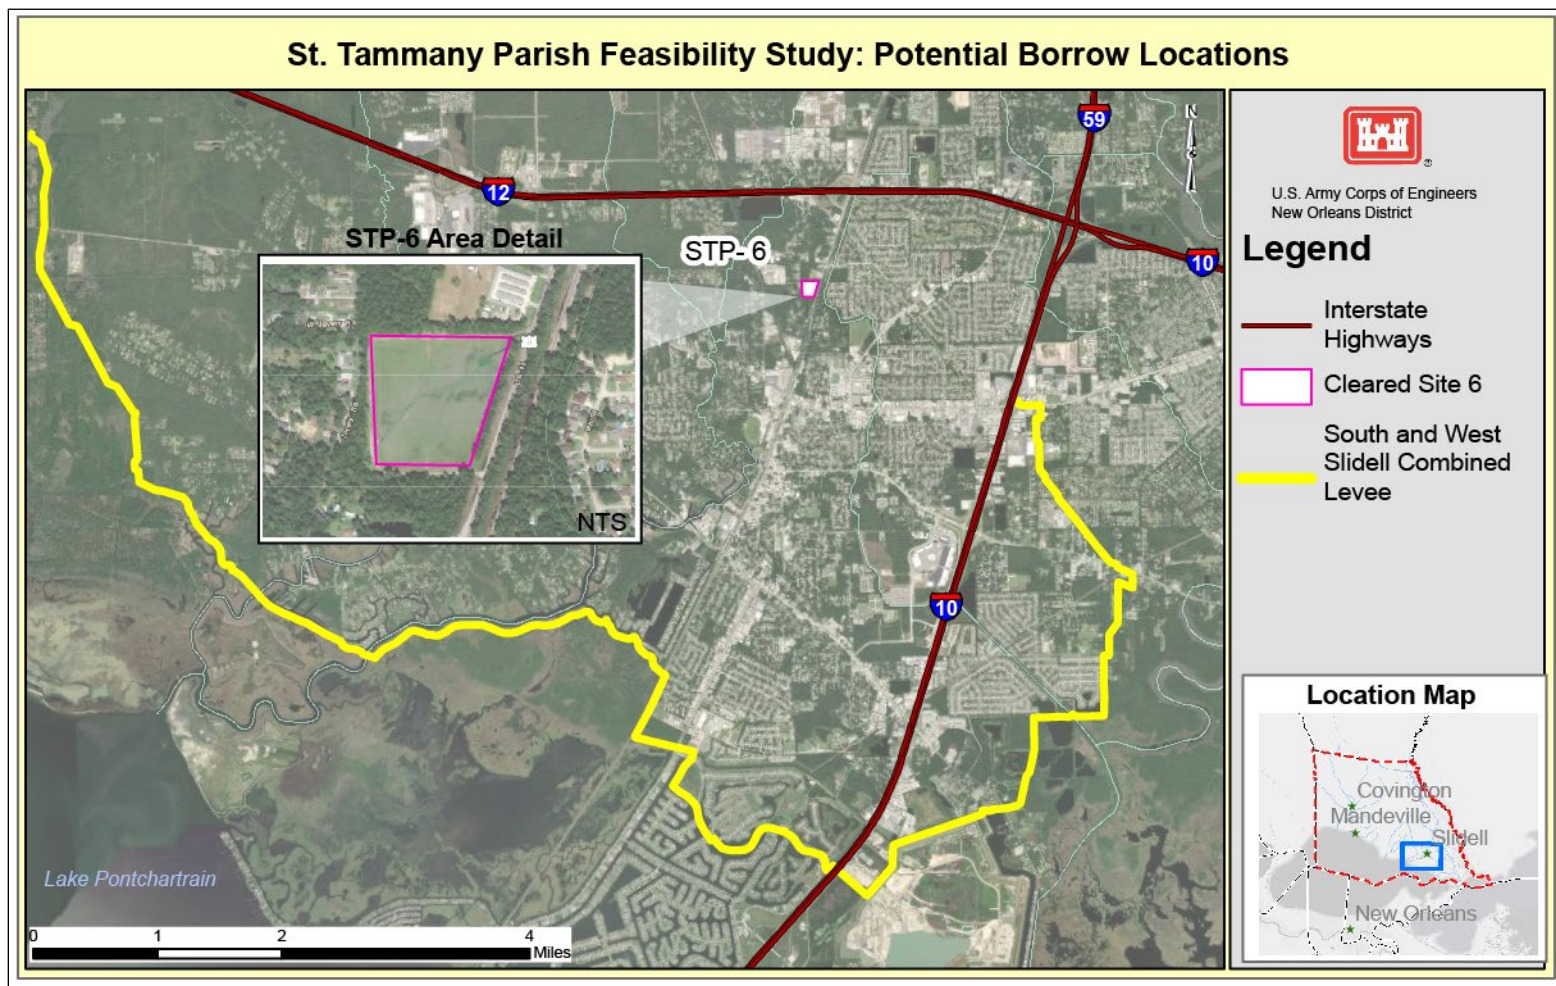 St. Tammany Parish Feasibility Study: Potential Borrow Locations
59
N
12
STP-6 Area Detail
STP- 6
10
NTS
10
Lake Pontchartrain
0 1 2 4
Miles
®
U.S. Army Corps of Engineers
New Orleans District
Legend
Interstate
Highways
Cleared Site 6
South and West
Slidell Combined
Levee
Location Map
Covington
Mandeville
Slidell
New Orleans